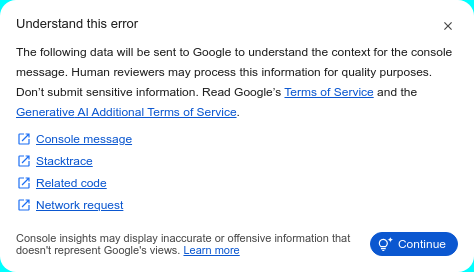 Understand this error
The following data will be sent to Google to understand the context for the console
message. Human reviewers may process this information for quality purposes.
Don’t submit sensitive information. Read Google’s Terms of Service and the
Generative AI Additional Terms of Service.
Console message
Stacktrace
Related code
Network request
Console insights may display inaccurate or offensive information that
doesn't represent Google's views. Learn more
Continue